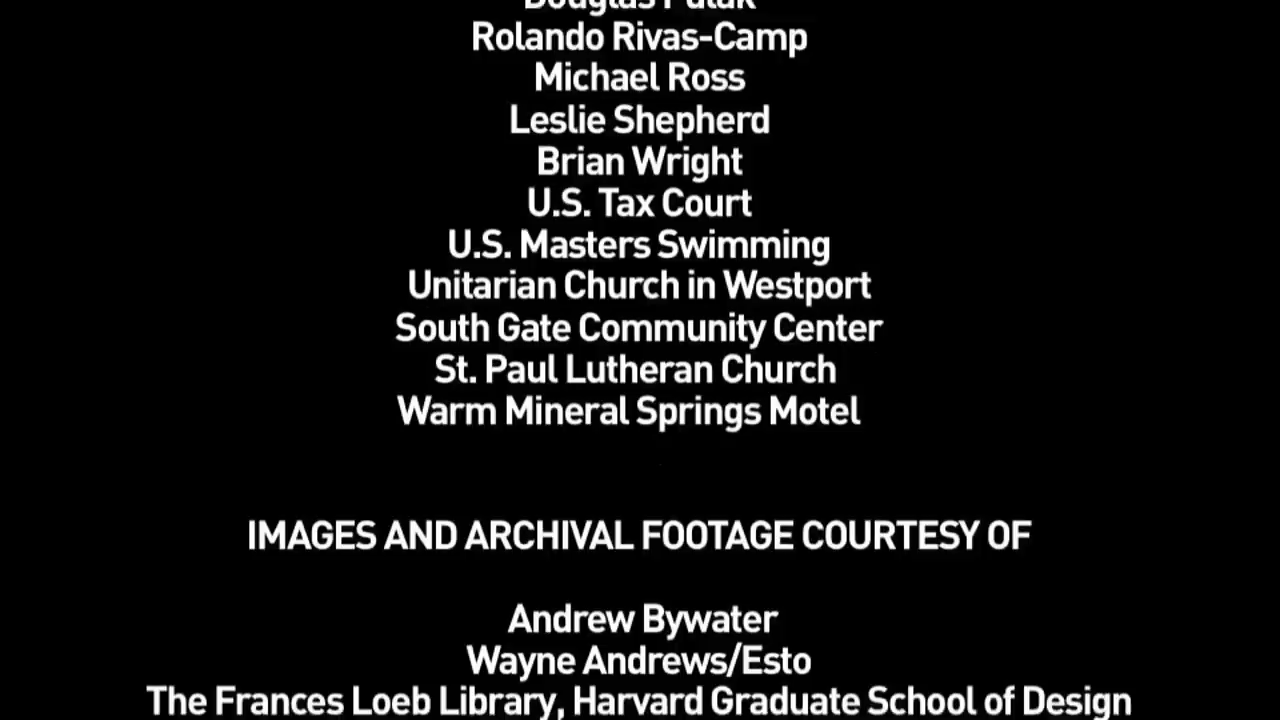 Douglas
Rolando Rivas-Camp
Michael Ross
Leslie Shepherd
Brian Wright
U.S. Tax Court
U.S. Masters Swimming
Unitarian Church in Westport
South Gate Community Center
St. Paul Lutheran Church
Warm Mineral Springs Motel
IMAGES AND ARCHIVAL FOOTAGE COURTESY OF
Andrew Bywater
Wayne Andrews/Esto
The Frances Loeb Library, Harvard Graduate School of Design